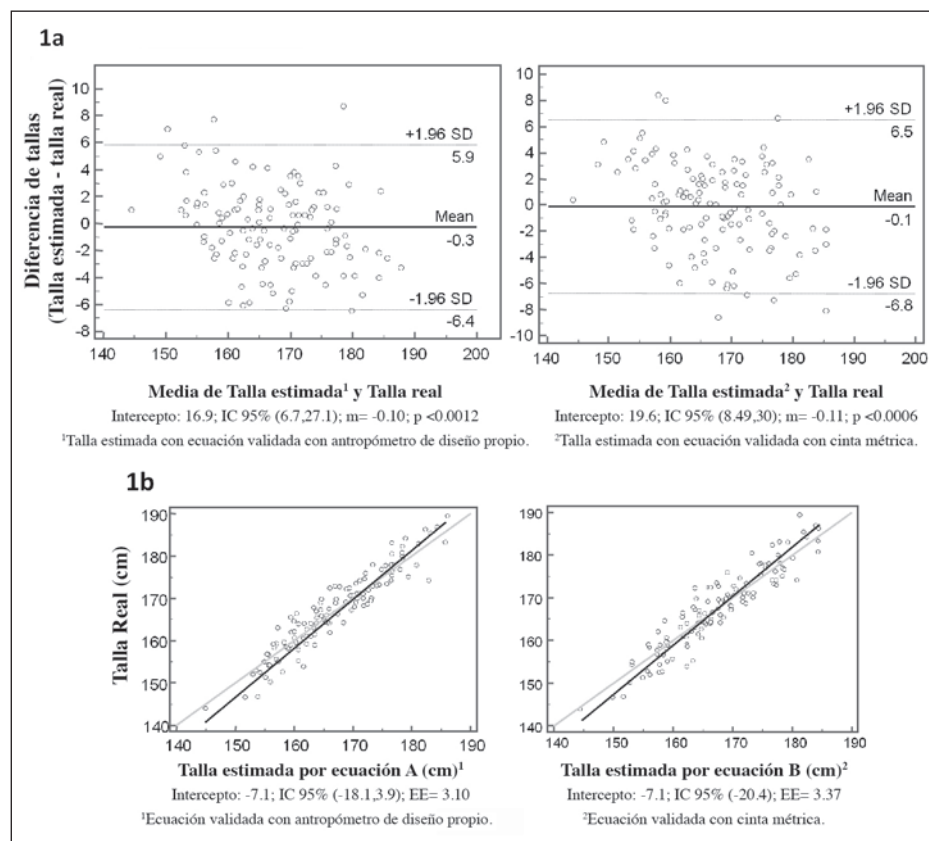 1a
Diferencia de tallas
(Talla estimada - talla real)
10
8
6
4
2
0
-2
-4
-6
-8
+1.96 SD
5.9
Mean
-0.3
-1.96 SD
-6.4
140 150 160 170 180 190 200
Media de Talla estimada¹ y Talla real
Intercepto: 16.9; IC 95% (6.7,27.1); m= -0.10; p <0.0012
¹Talla estimada con ecuación validada con antropómetro de diseño propio.
10
8
6
4
2
0
-2
-4
-6
-8
-10
+1.96 SD
6.5
Mean
-0.1
-1.96 SD
-6.8
140 150 160 170 180 190 200
Media de Talla estimada² y Talla real
Intercepto: 19.6; IC 95% (8.49,30); m= -0.11; p <0.0006
²Talla estimada con ecuación validada con cinta métrica.
1b
Talla Real (cm)
190
180
170
160
150
140
140 150 160 170 180 190
Talla estimada por ecuación A (cm)¹
Intercepto: -7.1; IC 95% (-18.1,3.9); EE= 3.10
¹Ecuación validada con antropómetro de diseño propio.
190
180
170
160
150
140
140 150 160 170 180 190
Talla estimada por ecuación B (cm)²
Intercepto: -7.1; IC 95% (-20.4); EE= 3.37
²Ecuación validada con cinta métrica.